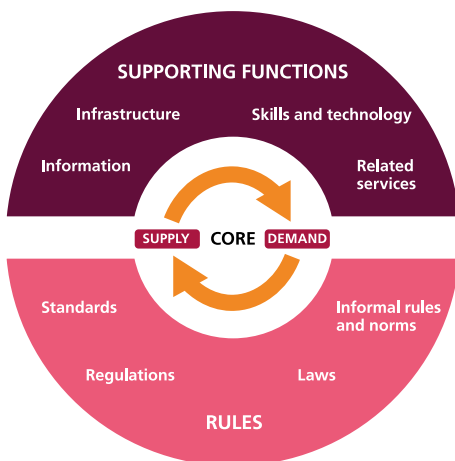 SUPPORTING FUNCTIONS
Infrastructure
Skills and technology
Information
Related
services
SUPPLY CORE DEMAND
Standards
Informal rules
and norms
Regulations
Laws
RULES